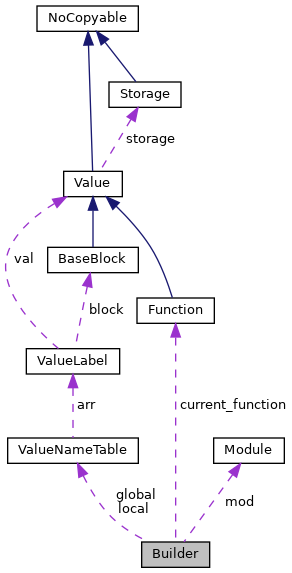 NoCopyable
Storage
storage
Value
val
BaseBlock
block
Function
ValueLabel
arr
current_function
ValueNameTable
Module
global
local
mod
Builder